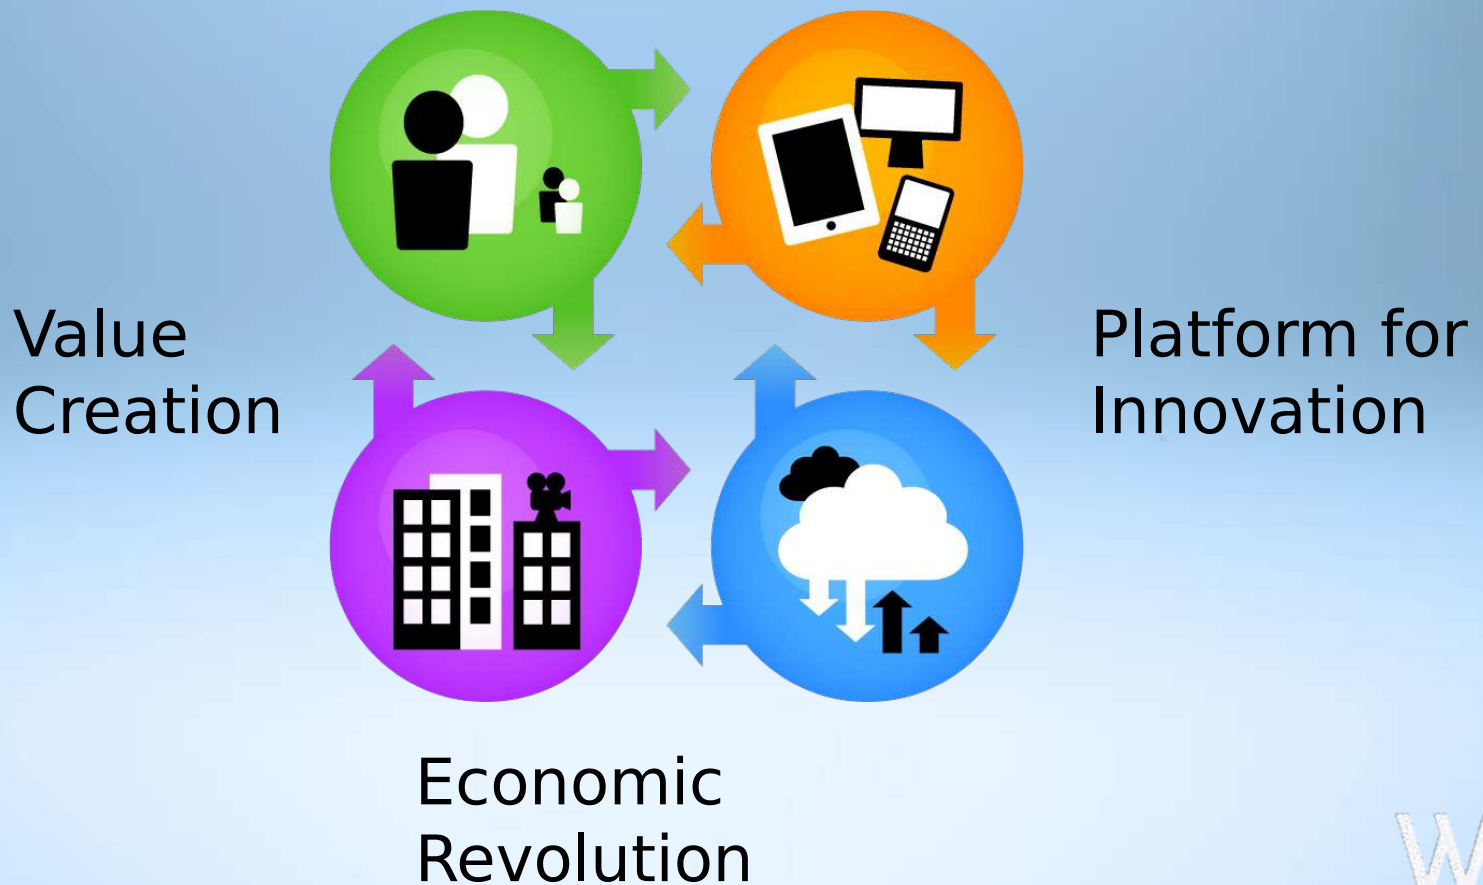 Value
Creation
Platform for
Innovation
Economic
Revolution
W